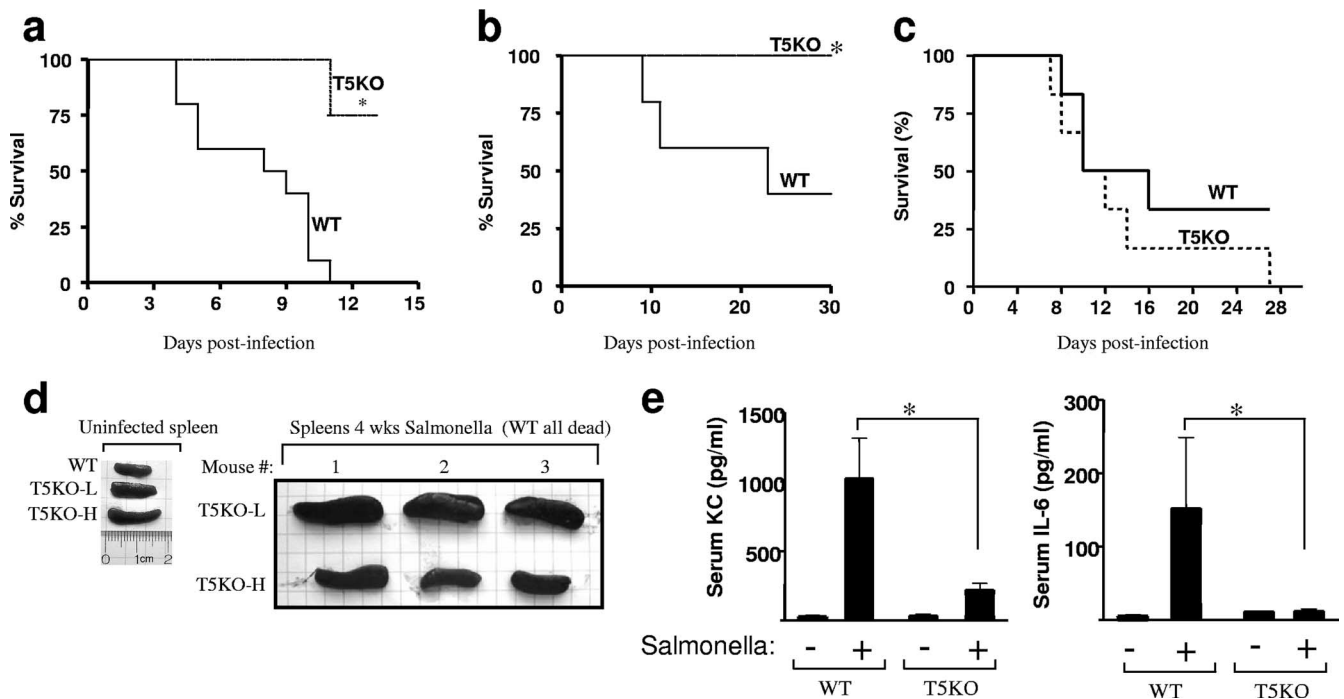 a
100
75
50
25
0
% Survival
T5KO
*
WT
0 3 6 9 12 15
Days post-infection
b
100
75
50
25
0
% Survival
T5KO *
WT
0 10 20 30
Days post-infection
c
100
75
50
25
0
Survival (%)
WT
T5KO
0 4 8 12 16 20 24 28
Days post-infection
d
Uninfected spleen
WT
T5KO-L
T5KO-H
0 1cm 2
Spleens 4 wks Salmonella (WT all dead)
Mouse #: 1 2 3
T5KO-L
T5KO-H
e
Serum KC (pg/ml)
1500
1000
500
*
Salmonella: - + - +
WT T5KO
Serum IL-6 (pg/ml)
300
200
100
*
- + - +
WT T5KO